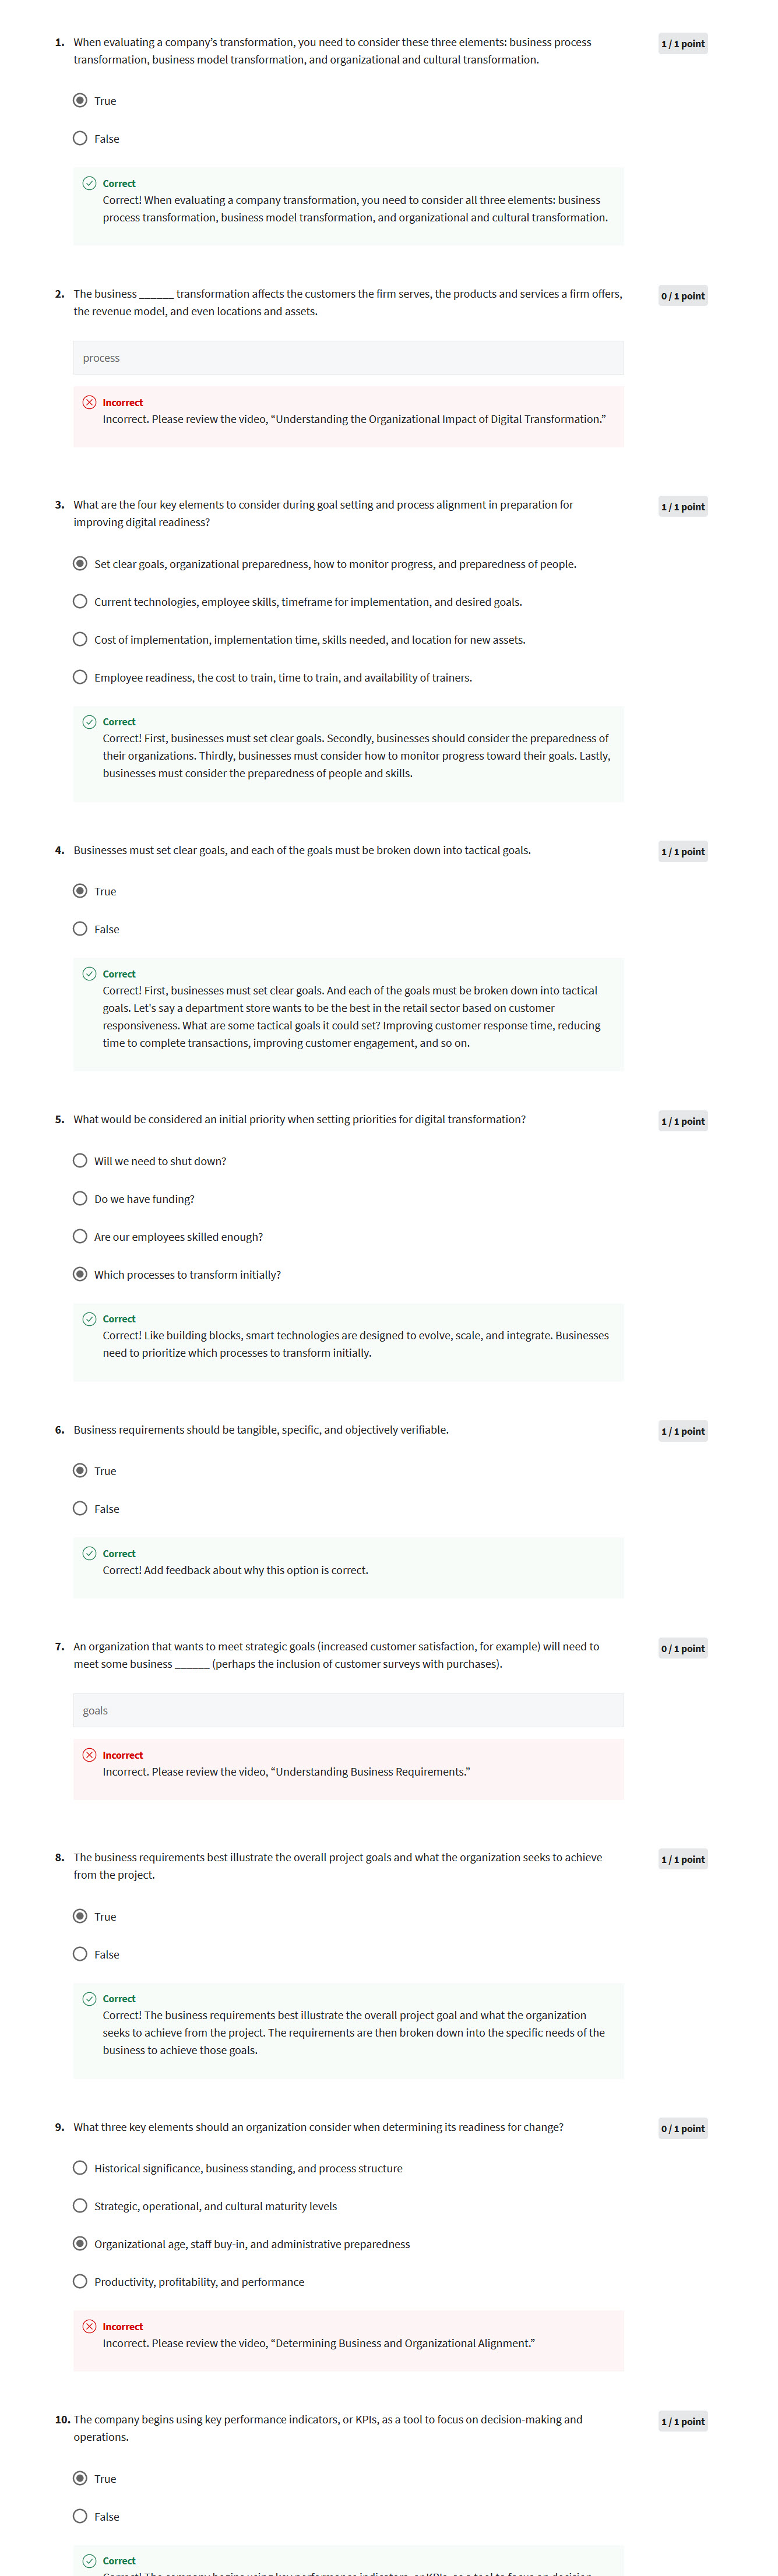 1. When evaluating a company's transformation, you need to consider these three elements: business process
1 / 1 point
transformation, business model transformation, and organizational and cultural transformation.
True
False
Correct
Correct! When evaluating a company transformation, you need to consider all three elements: business
process transformation, business model transformation, and organizational and cultural transformation.
2. The business ______ transformation affects the customers the firm serves, the products and services a firm offers,
0 / 1 point
the revenue model, and even locations and assets.
process
Incorrect
Incorrect. Please review the video, “Understanding the Organizational Impact of Digital Transformation.”
3. What are the four key elements to consider during goal setting and process alignment in preparation for
1 / 1 point
improving digital readiness?
Set clear goals, organizational preparedness, how to monitor progress, and preparedness of people.
Current technologies, employee skills, timeframe for implementation, and desired goals.
Cost of implementation, implementation time, skills needed, and location for new assets.
Employee readiness, the cost to train, time to train, and availability of trainers.
Correct
Correct! First, businesses must set clear goals. Secondly, businesses should consider the preparedness of
their organizations. Thirdly, businesses must consider how to monitor progress toward their goals. Lastly,
businesses must consider the preparedness of people and skills.
4. Businesses must set clear goals, and each of the goals must be broken down into tactical goals.
1 / 1 point
True
False
Correct
Correct! First, businesses must set clear goals. And each of the goals must be broken down into tactical
goals. Let's say a department store wants to be the best in the retail sector based on customer
responsiveness. What are some tactical goals it could set? Improving customer response time, reducing
time to complete transactions, improving customer engagement, and so on.
5. What would be considered an initial priority when setting priorities for digital transformation?
1 / 1 point
Will we need to shut down?
Do we have funding?
Are our employees skilled enough?
Which processes to transform initially?
Correct
Correct! Like building blocks, smart technologies are designed to evolve, scale, and integrate. Businesses
need to prioritize which processes to transform initially.
6. Business requirements should be tangible, specific, and objectively verifiable.
1 / 1 point
True
False
Correct
Correct! Add feedback about why this option is correct.
7. An organization that wants to meet strategic goals (increased customer satisfaction, for example) will need to
0 / 1 point
meet some business ______ (perhaps the inclusion of customer surveys with purchases).
goals
Incorrect
Incorrect. Please review the video, “Understanding Business Requirements.”
8. The business requirements best illustrate the overall project goals and what the organization seeks to achieve
1 / 1 point
from the project.
True
False
Correct
Correct! The business requirements best illustrate the overall project goal and what the organization
seeks to achieve from the project. The requirements are then broken down into the specific needs of the
business to achieve those goals.
9. What three key elements should an organization consider when determining its readiness for change?
0 / 1 point
Historical significance, business standing, and process structure
Strategic, operational, and cultural maturity levels
Organizational age, staff buy-in, and administrative preparedness
Productivity, profitability, and performance
Incorrect
Incorrect. Please review the video, “Determining Business and Organizational Alignment.”
10. The company begins using key performance indicators, or KPIs, as a tool to focus on decision-making and
1 / 1 point
operations.
True
False
Correct